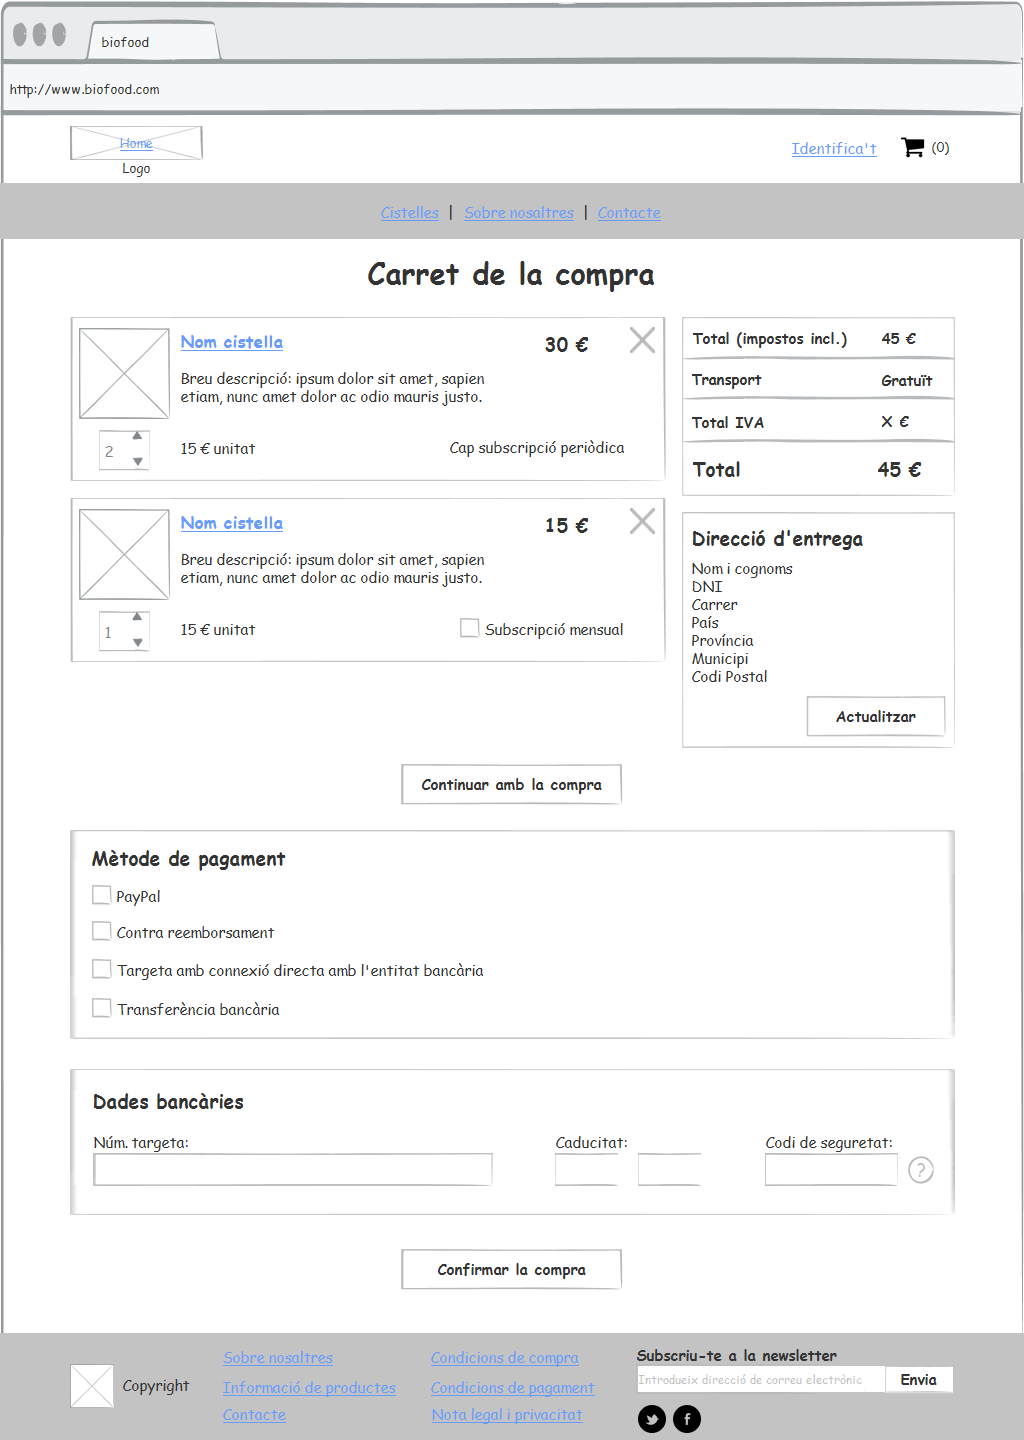 biofood
http://www.biofood.com
Home
Logo
Identifica't
(0)
Cistelles | Sobre nosaltres | Contacte
Carret de la compra
Nom cistella
30 €
Breu descripció: ipsum dolor sit amet, sapien
etiam, nunc amet dolor ac odio mauris justo.
2
15 € unitat
Cap subscripció periòdica
Nom cistella
15 €
Breu descripció: ipsum dolor sit amet, sapien
etiam, nunc amet dolor ac odio mauris justo.
1
15 € unitat
Subscripció mensual
Total (impostos incl.) 45 €
Transport Gratuït
Total IVA X €
Total 45 €
Direcció d'entrega
Nom i cognoms
DNI
Carrer
País
Província
Municipi
Codi Postal
Actualitzar
Continuar amb la compra
Mètode de pagament
PayPal
Contra reemborsament
Targeta amb connexió directa amb l'entitat bancària
Transferència bancària
Dades bancàries
Núm. targeta:
Caducitat:
Codi de seguretat:
?
Confirmar la compra
Copyright
Sobre nosaltres
Informació de productes
Contacte
Condicions de compra
Condicions de pagament
Nota legal i privacitat
Subscriu-te a la newsletter
Introdueix direcció de correu electrònic
Envia